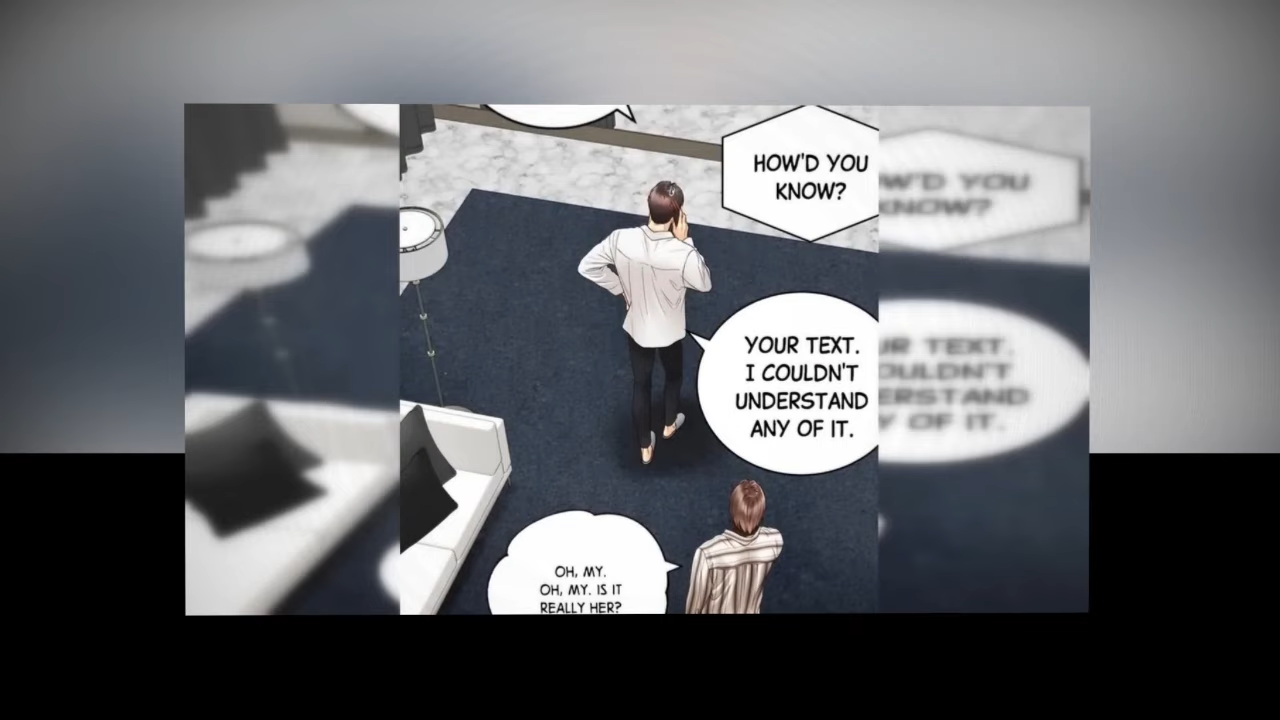 HOW'D YOU
KNOW?
YOUR TEXT.
I COULDN'T
UNDERSTAND
ANY OF IT.
OH, MY.
OH, MY. IS IT
REALLY HER?